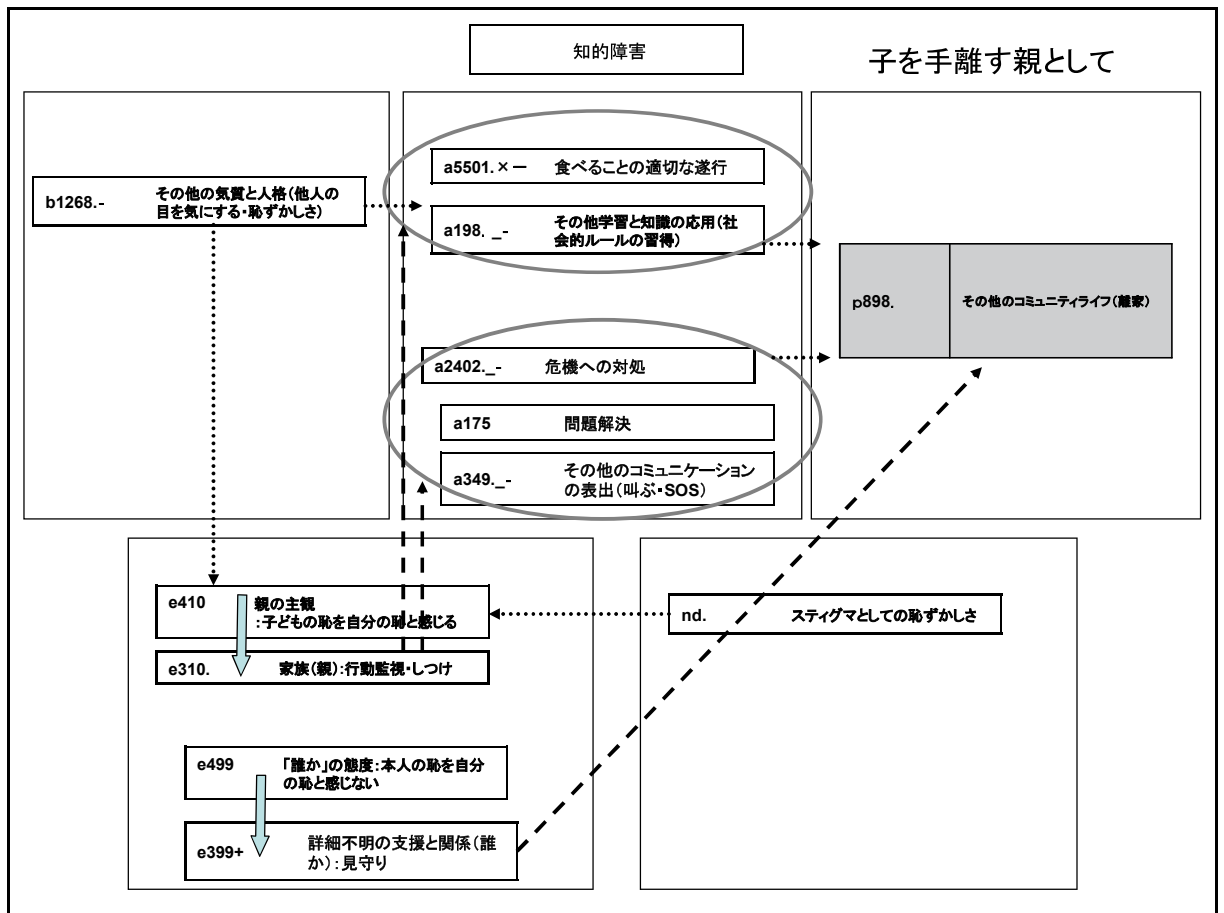 知的障害
子を手離す親として
b1268.-
その他の気質と人格(他人の
目を気にする・恥ずかしさ)
a5501.×－
食べることの適切な遂行
a198. _-
その他学習と知識の応用(社
会的ルールの習得)
p898.
その他のコミュニティライフ(離家)
a2402._-
危機への対処
a175
問題解決
a349._-
その他のコミュニケーション
の表出(叫ぶ・SOS)
e410
親の主観
:子どもの恥を自分の恥と感じる
nd.
スティグマとしての恥ずかしさ
e310.
家族(親):行動監視・しつけ
e499
「誰か」の態度:本人の恥を自分
の恥と感じない
e399+
詳細不明の支援と関係(誰
か):見守り